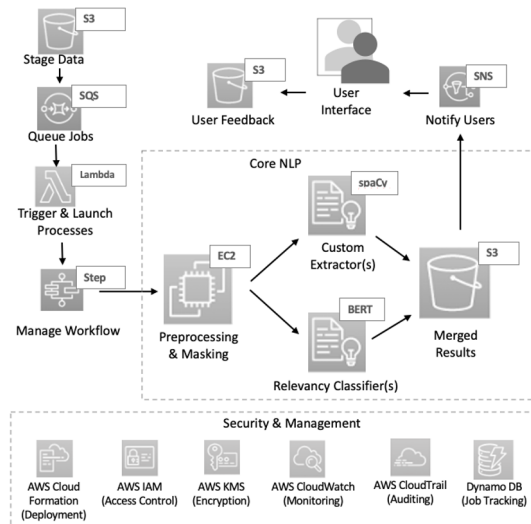 S3
Stage Data
SQS
Queue Jobs
Lambda
Trigger & Launch
Processes
Step
Manage Workflow
S3
User Feedback
User
Interface
SNS
Notify Users
Core NLP
EC2
Preprocessing
& Masking
spaCy
Custom
Extractor(s)
BERT
Relevancy Classifier(s)
S3
Merged
Results
Security & Management
AWS Cloud
Formation
(Deployment)
AWS IAM
(Access Control)
AWS KMS
(Encryption)
AWS CloudWatch
(Monitoring)
AWS CloudTrail
(Auditing)
Dynamo DB
(Job Tracking)